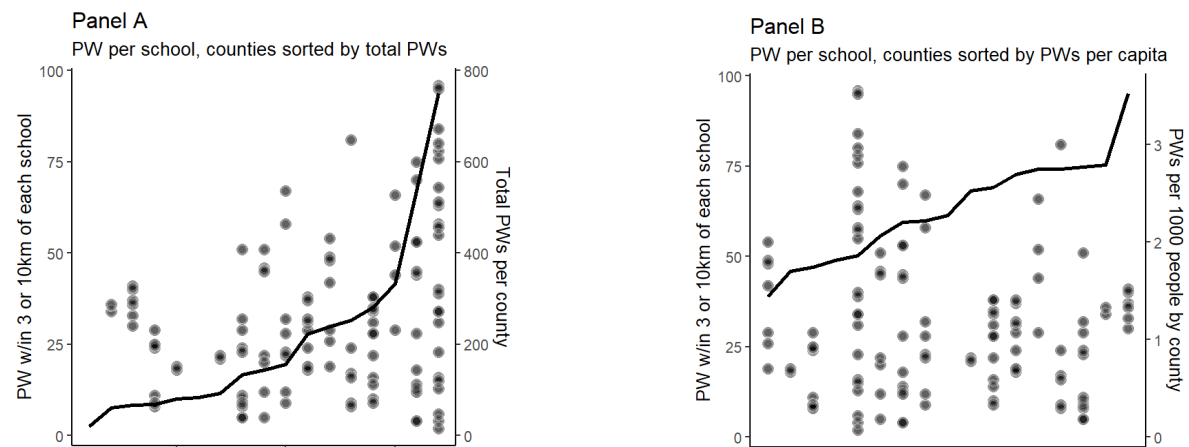 Panel A
PW per school, counties sorted by total PWs
100
75
50
25
0
PW w/in 3 or 10km of each school
800
600
400
200
0
Total PWs per county
Panel B
PW per school, counties sorted by PWs per capita
100
75
50
25
0
PW w/in 3 or 10km of each school
3
2
1
0
PWs per 1000 people by county